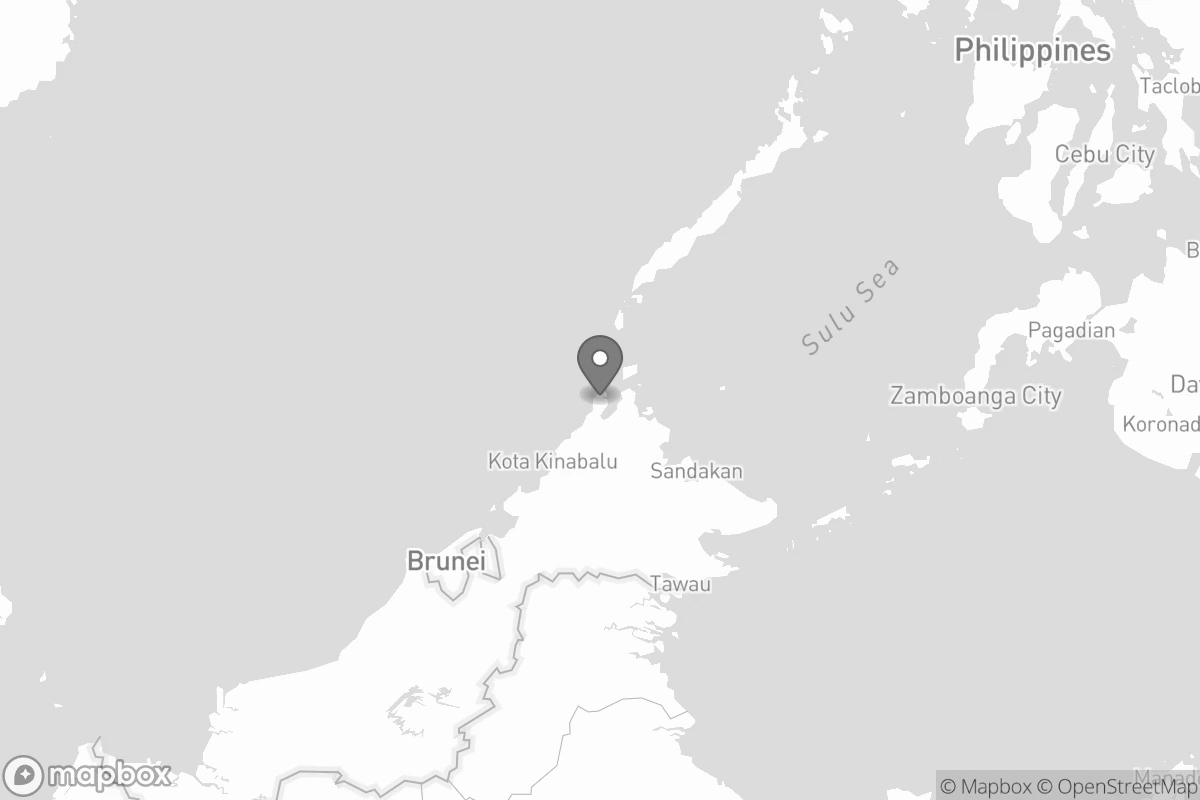 Philippines
Taclob
Cebu City
B
Sulu Sea
Pagadian
Da
Zamboanga City
Koronad
Kota Kinabalu
Sandakan
Brunei
Tawau
mapbox
Manad
© Mapbox © OpenStreetMap